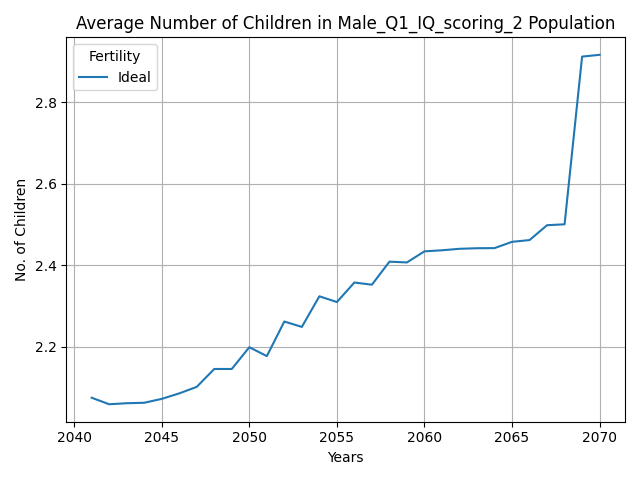 Average Number of Children in Male_Q1_IQ_scoring_2 Population
Fertility
Ideal
No. of Children
2.8
2.6
2.4
2.2
2040
2045
2050
2055
2060
2065
2070
Years